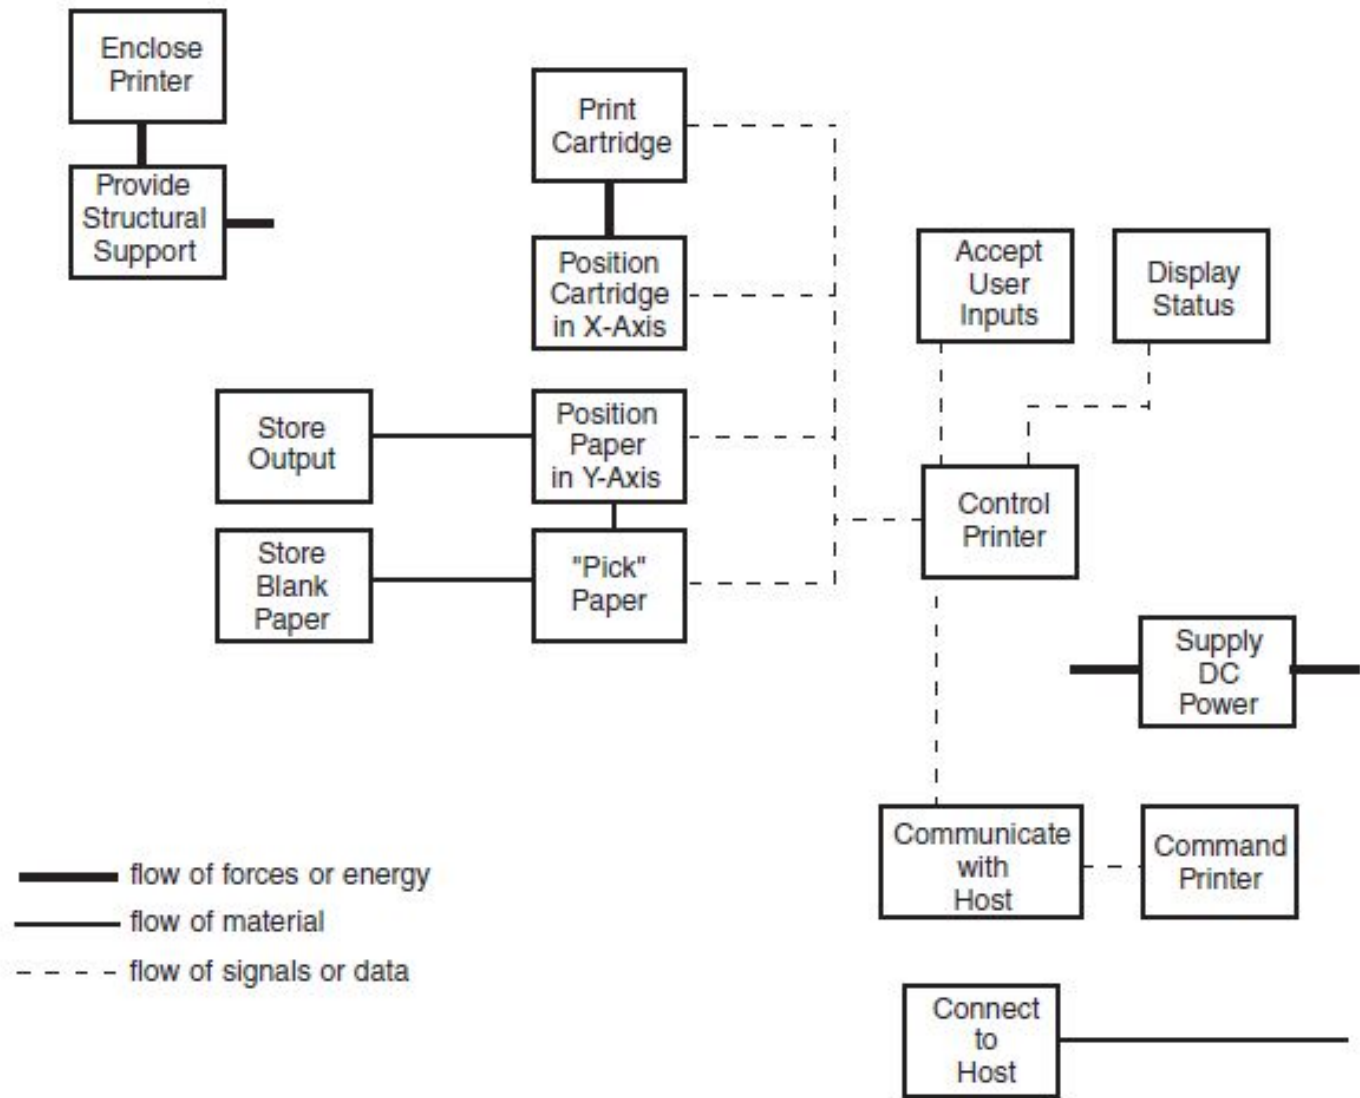 Enclose
Printer
Provide
Structural
Support
Print
Cartridge
Position
Cartridge
in X-Axis
Accept
User
Inputs
Display
Status
Store
Output
Position
Paper
in Y-Axis
Control
Printer
Store
Blank
Paper
"Pick"
Paper
Supply
DC
Power
Communicate
with
Host
Command
Printer
Connect
to
Host
flow of forces or energy
flow of material
flow of signals or data